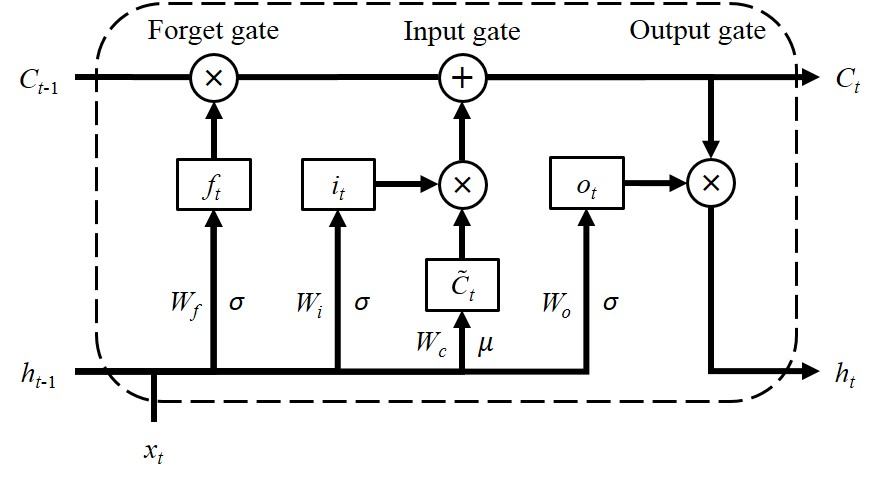 Forget gate
Input gate
Output gate
C_{t-1}
×
+
C_t
f_t
i_t
×
o_t
×
C̃_t
W_f σ
W_i σ
W_o σ
W_c μ
h_{t-1}
h_t
x_t